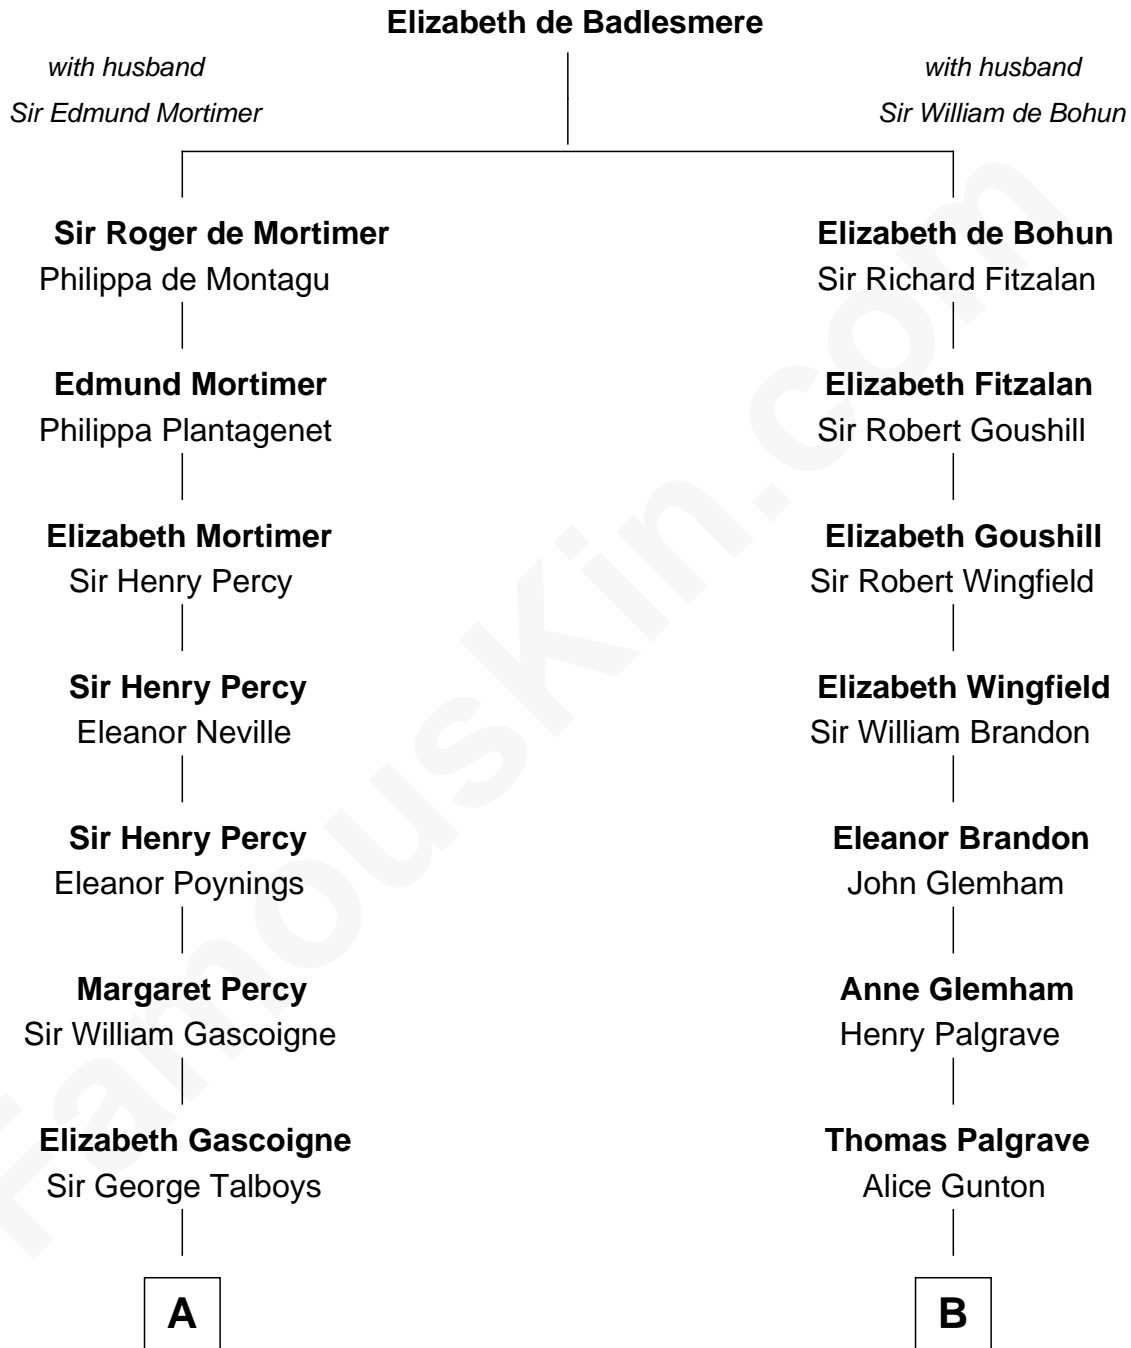 Elizabeth de Badlesmere
with husband
Sir Edmund Mortimer
with husband
Sir William de Bohun
Sir Roger de Mortimer
Philippa de Montagu
Elizabeth de Bohun
Sir Richard Fitzalan
Edmund Mortimer
Philippa Plantagenet
Elizabeth Fitzalan
Sir Robert Goushill
Elizabeth Mortimer
Sir Henry Percy
Elizabeth Goushill
Sir Robert Wingfield
Sir Henry Percy
Eleanor Neville
Elizabeth Wingfield
Sir William Brandon
Sir Henry Percy
Eleanor Poynings
Eleanor Brandon
John Glemham
Margaret Percy
Sir William Gascoigne
Anne Glemham
Henry Palgrave
Elizabeth Gascoigne
Sir George Talboys
Thomas Palgrave
Alice Gunton
A
B
FamousKin.com